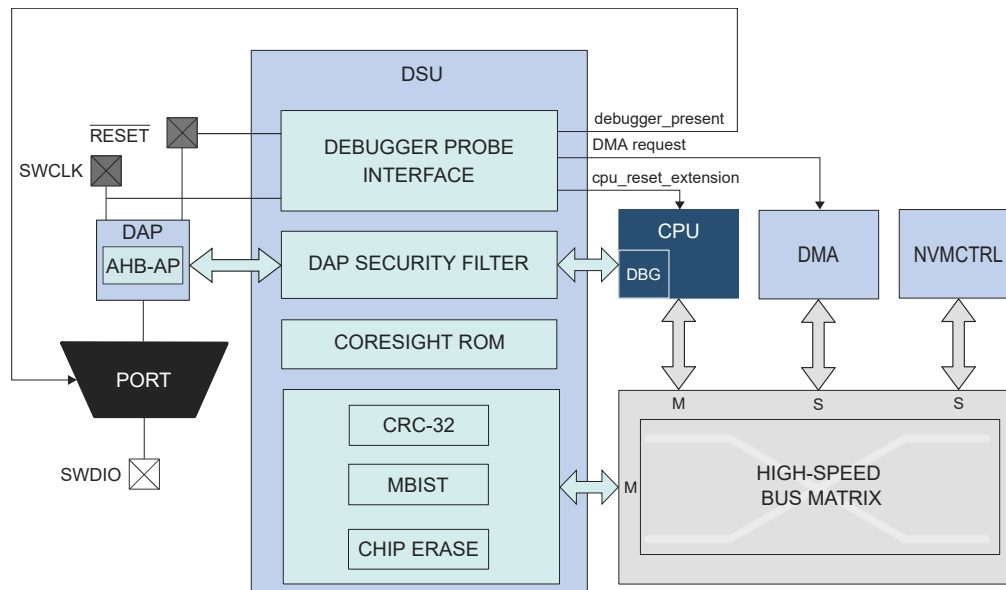 DSU
debugger_present
RESET
DEBUGGER PROBE
INTERFACE
DMA request
SWCLK
cpu_reset_extension
DAP
AHB-AP
DAP SECURITY FILTER
CPU
DBG
DMA
NVMCTRL
CORESIGHT ROM
PORT
M
S
S
CRC-32
SWDIO
MBIST
M
HIGH-SPEED
BUS MATRIX
CHIP ERASE